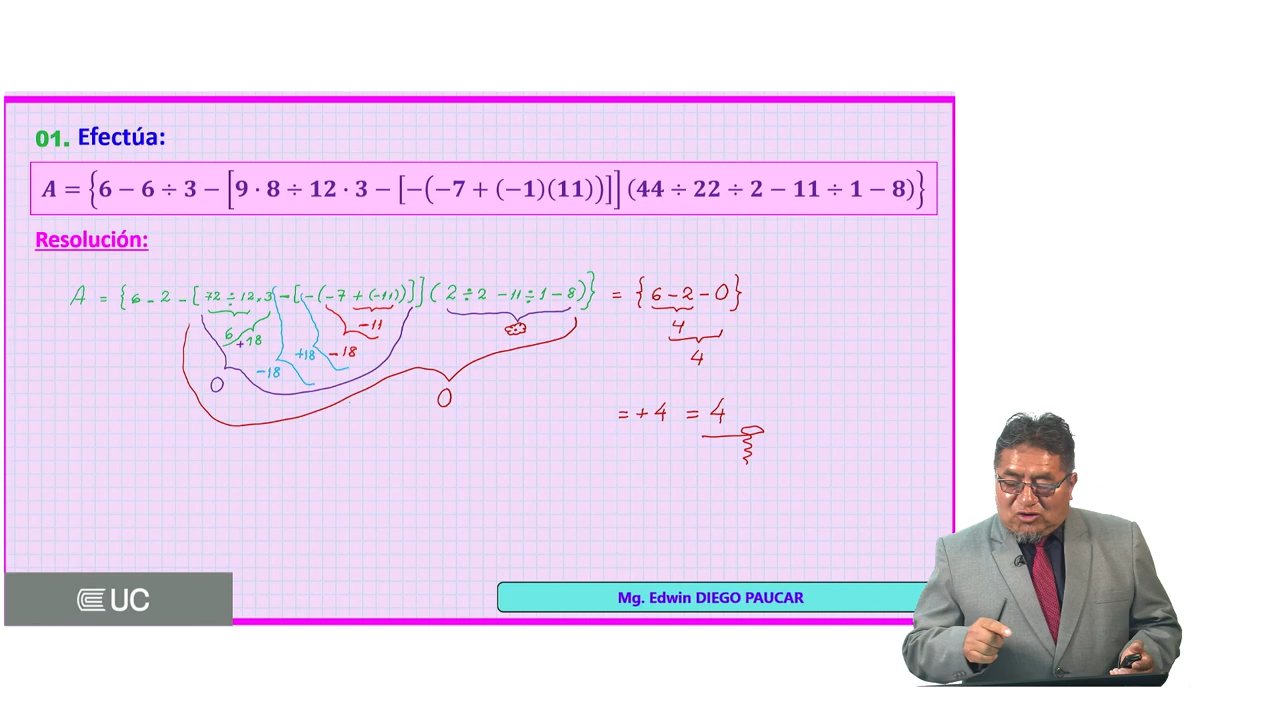 01. Efectúa:
A = {6 − 6 ÷ 3 − [9 · 8 ÷ 12 · 3 − [−(−7 + (−1)(11))]] (44 ÷ 22 ÷ 2 − 11 ÷ 1 − 8)}
Resolución:
A = {6 - 2 - [72 ÷ 12 . 3 - [-(-7 + (-11))]] (2 ÷ 2 - 11 ÷ 1 - 8)} = {6 - 2 - 0}
6
+18
-11
4
+18
-18
-18
4
0
0
= + 4 = 4
UC
Mg. Edwin DIEGO PAUCAR